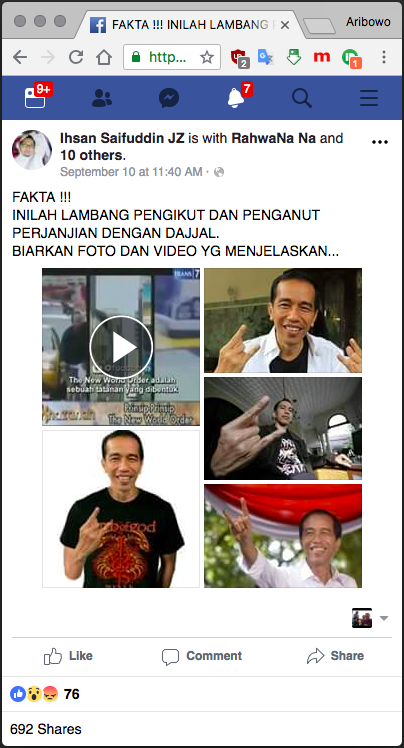 FAKTA !!! INILAH LAMBANG P
Aribowo
https...
2
m
1
9+
7
Ihsan Saifuddin JZ is with RahwaNa Na and
10 others.
September 10 at 11:40 AM ·
FAKTA !!!
INILAH LAMBANG PENGIKUT DAN PENGANUT
PERJANJIAN DENGAN DAJJAL.
BIARKAN FOTO DAN VIDEO YG MENJELASKAN...
TRANS 7
The New World Order adalah
sebuah tatanan yang dibentuk
Prinsip Prinsip
The New World Order
Like
Comment
Share
76
692 Shares